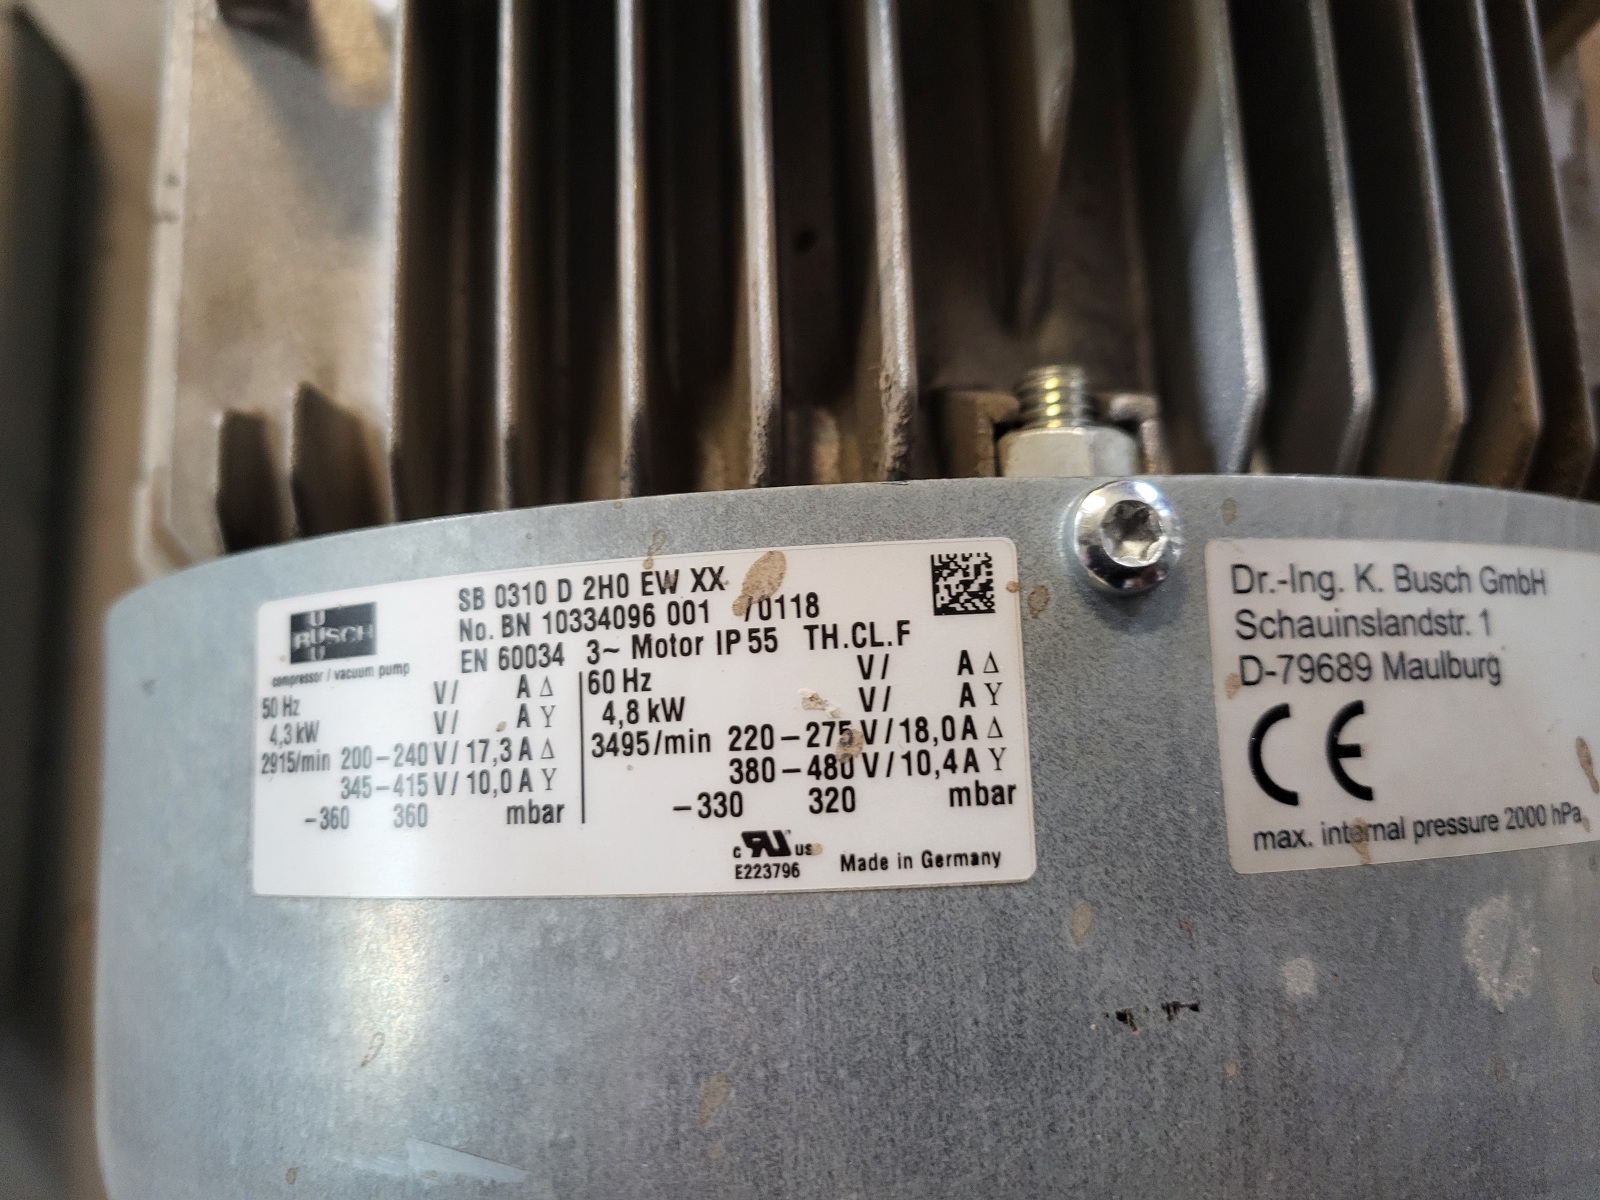 BUSCH
compressor / vacuum pump
SB 0310 D 2H0 EW XX
No. BN 10334096 001 /0118
EN 60034 3~ Motor IP 55 TH.CL.F
50 Hz V/ A Δ
4,3 kW V/ A Y
2915/min 200-240 V/ 17,3 A Δ
345-415 V/ 10,0 A Y
-360 360 mbar
60 Hz V/ A Δ
4,8 kW V/ A Y
3495/min 220-275 V/ 18,0 A Δ
380-480 V/ 10,4 A Y
-330 320 mbar
c RU us
E223796
Made in Germany
Dr.-Ing. K. Busch GmbH
Schauinslandstr. 1
D-79689 Maulburg
CE
max. internal pressure 2000 hPa